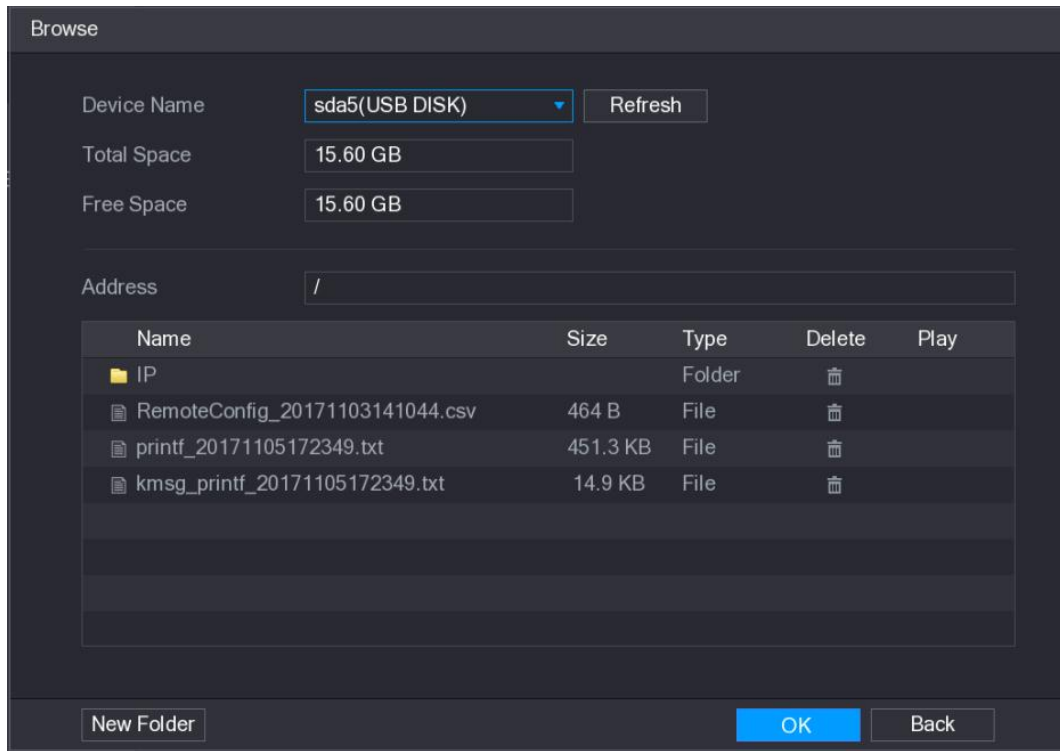 Browse
Device Name sda5(USB DISK) Refresh
Total Space 15.60 GB
Free Space 15.60 GB
Address /
Name Size Type Delete Play
IP Folder
RemoteConfig_20171103141044.csv 464 B File
printf_20171105172349.txt 451.3 KB File
kmsg_printf_20171105172349.txt 14.9 KB File
New Folder OK Back